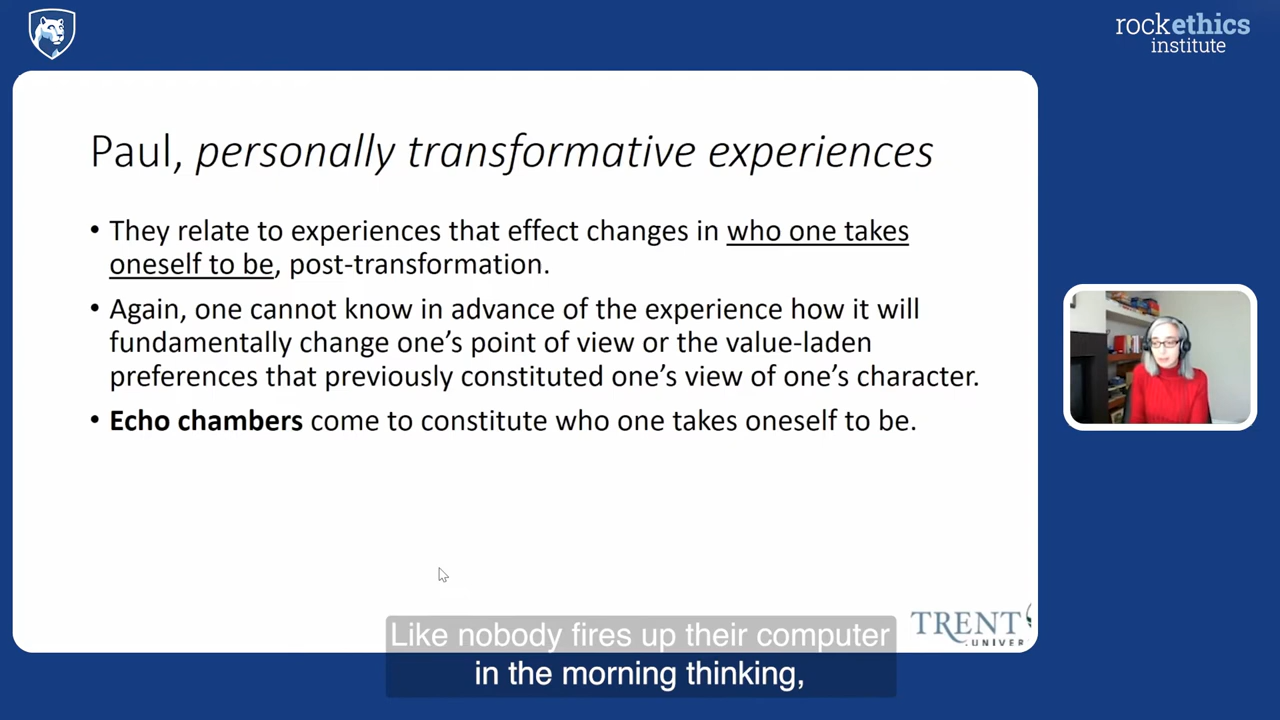 rockethics
institute
Paul, personally transformative experiences
• They relate to experiences that effect changes in who one takes
oneself to be, post-transformation.
• Again, one cannot know in advance of the experience how it will
fundamentally change one’s point of view or the value-laden
preferences that previously constituted one’s view of one’s character.
• Echo chambers come to constitute who one takes oneself to be.
TRENT
UNIVER
Like nobody fires up their computer
in the morning thinking,